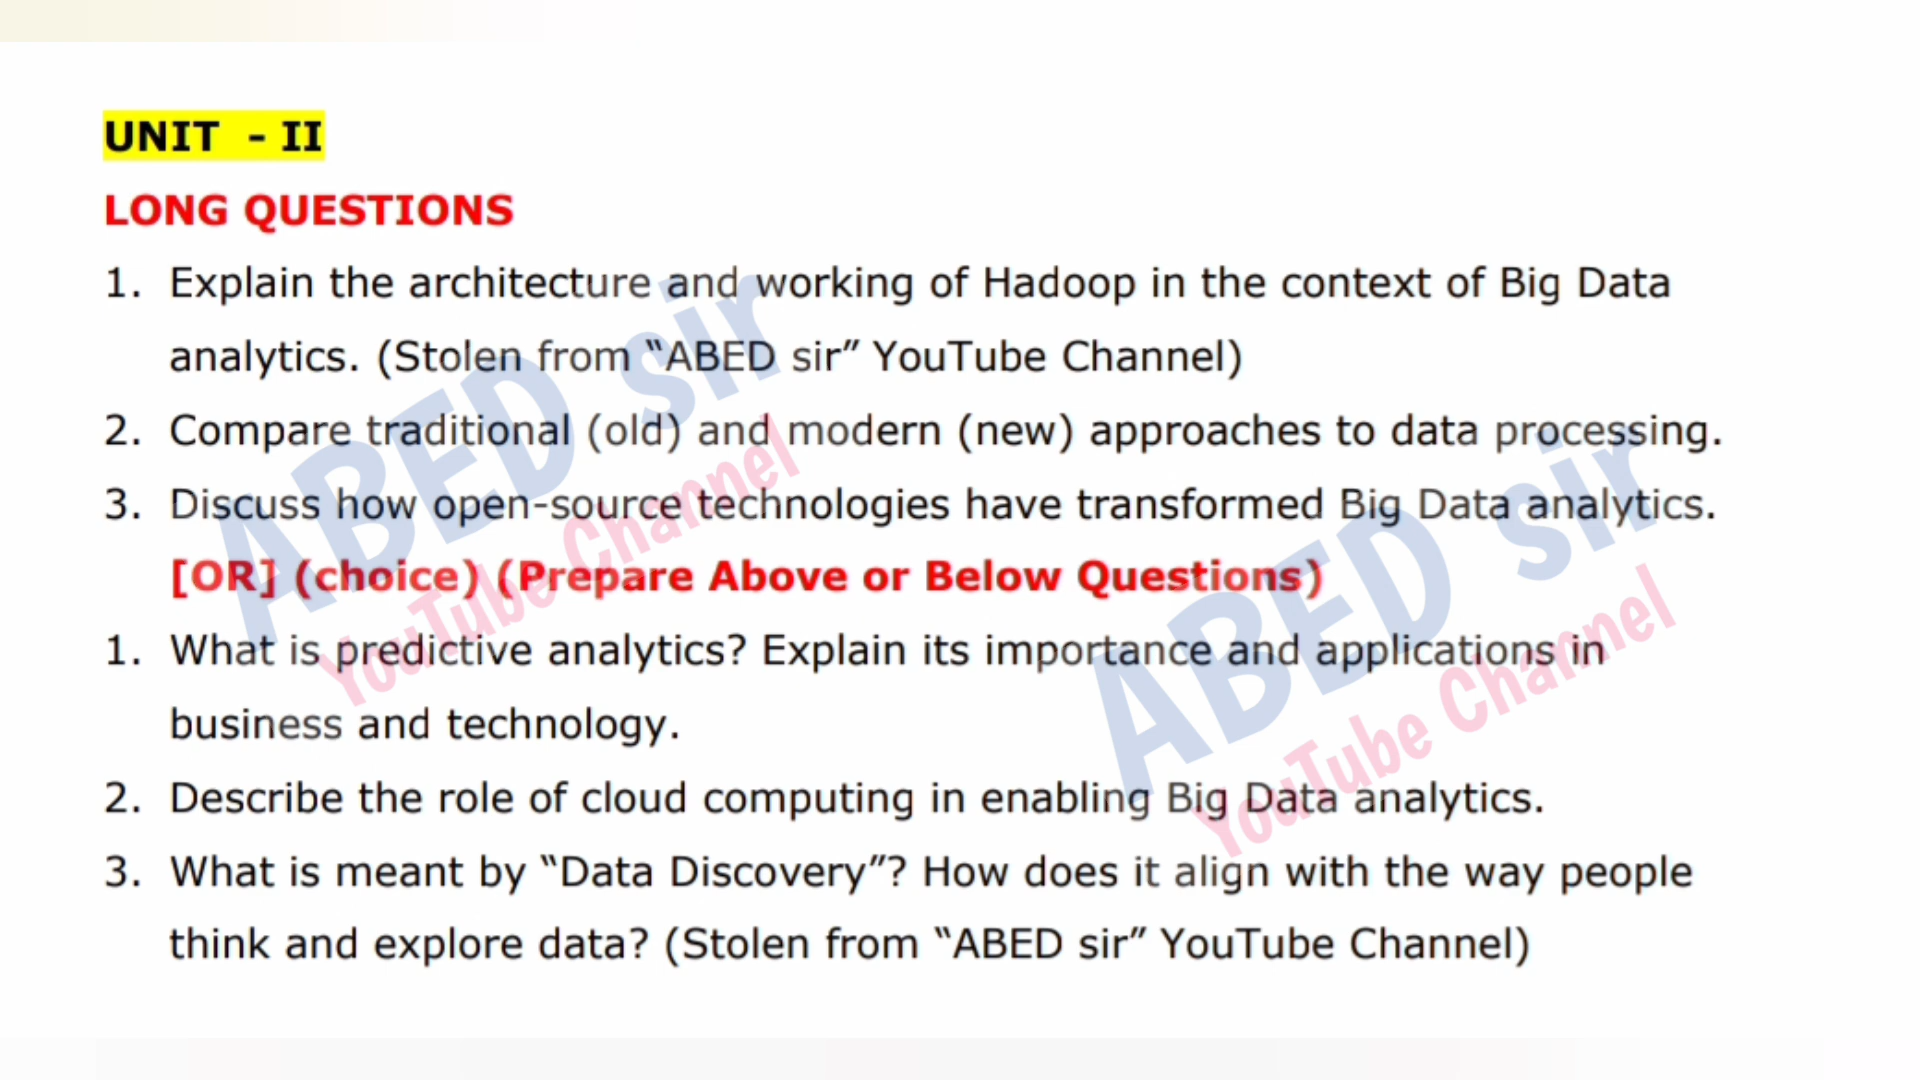 UNIT - II
LONG QUESTIONS
1. Explain the architecture and working of Hadoop in the context of Big Data
analytics. (Stolen from “ABED sir” YouTube Channel)
2. Compare traditional (old) and modern (new) approaches to data processing.
3. Discuss how open-source technologies have transformed Big Data analytics.
[OR] (choice) (Prepare Above or Below Questions)
1. What is predictive analytics? Explain its importance and applications in
business and technology.
2. Describe the role of cloud computing in enabling Big Data analytics.
3. What is meant by “Data Discovery”? How does it align with the way people
think and explore data? (Stolen from “ABED sir” YouTube Channel)
ABED sir
YouTube Channel
ABED sir
YouTube Channel